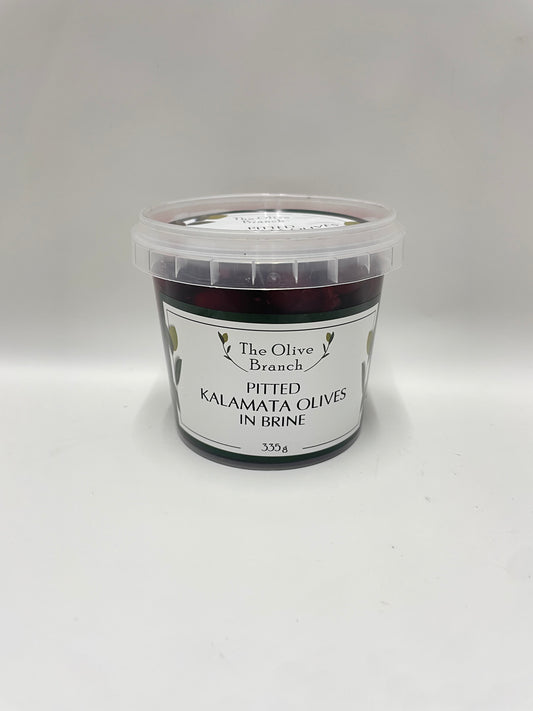 The Olive
Branch
PITTED
The Olive
Branch
PITTED
KALAMATA OLIVES
IN BRINE
335g